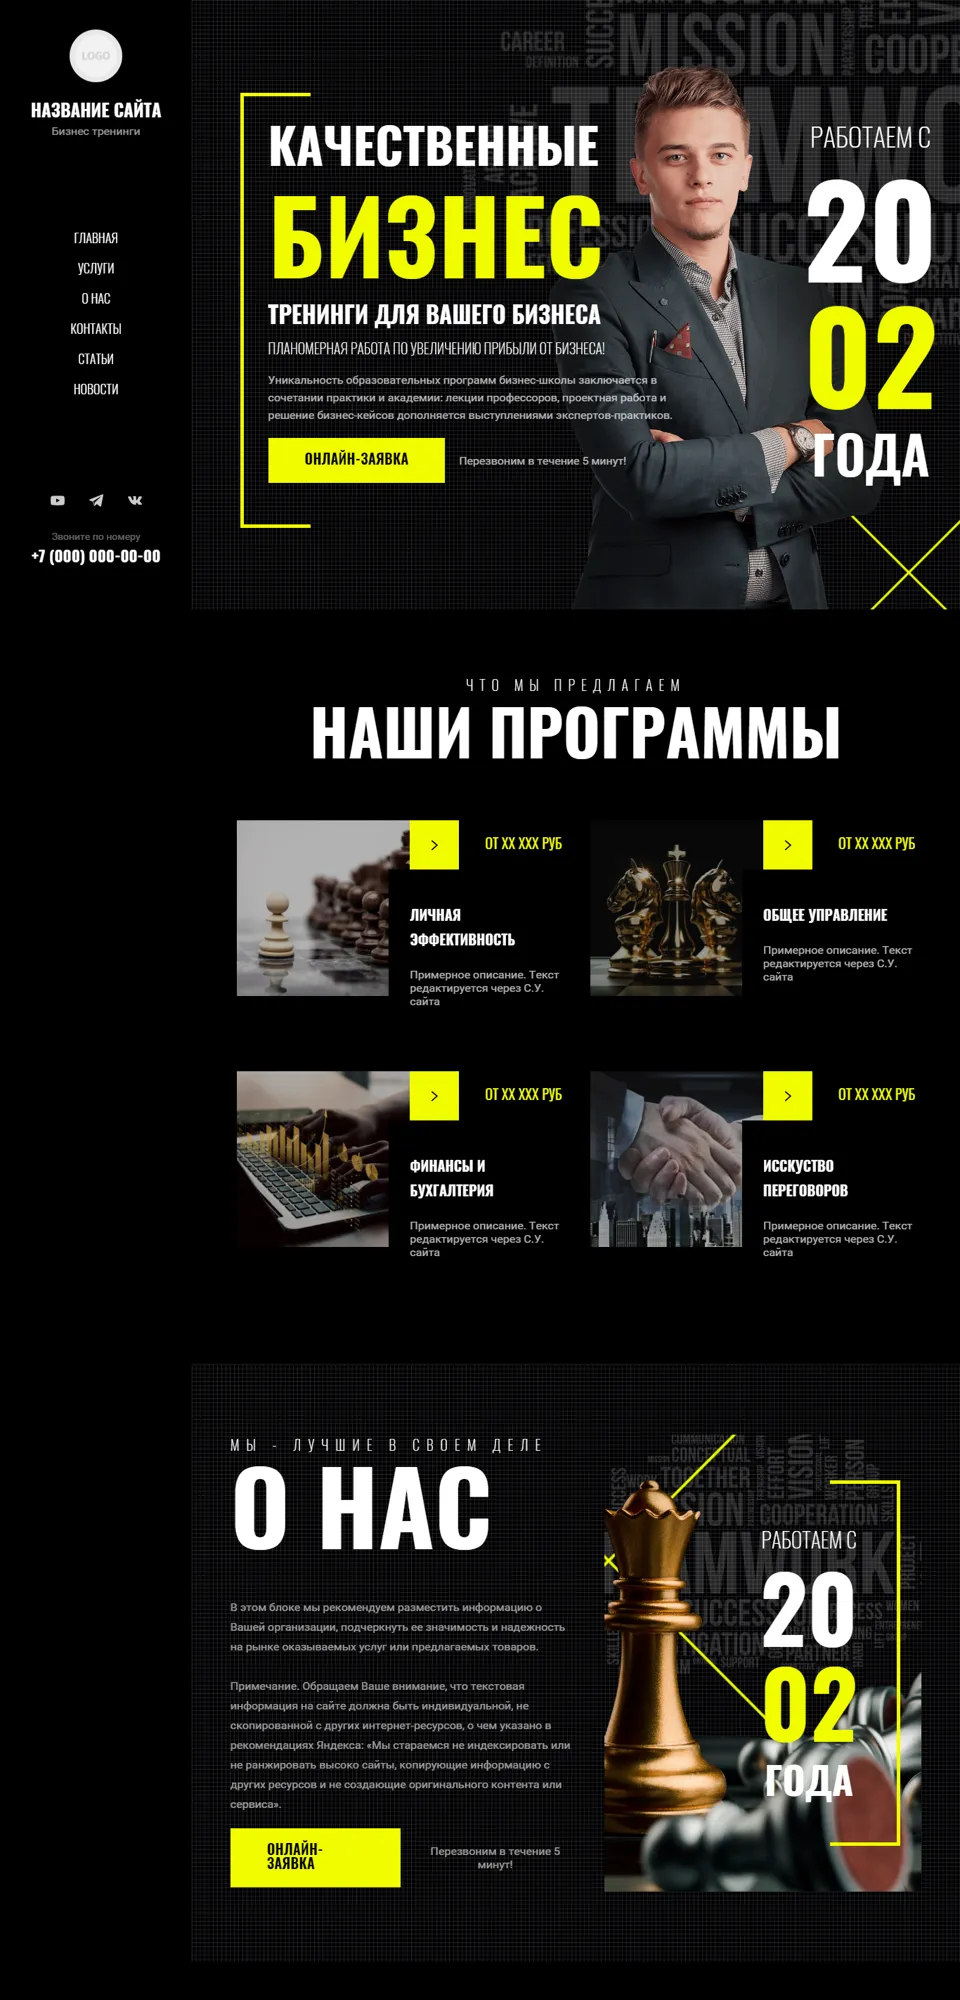 LOGO
НАЗВАНИЕ САЙТА
Бизнес тренинги
ГЛАВНАЯ
УСЛУГИ
О НАС
КОНТАКТЫ
СТАТЬИ
НОВОСТИ
Звоните по номеру
+7 (000) 000-00-00
CAREER
DEFINITION
MISSION
PARTNERSHIP
КАЧЕСТВЕННЫЕ
БИЗНЕС
ТРЕНИНГИ ДЛЯ ВАШЕГО БИЗНЕСА
ПЛАНОМЕРНАЯ РАБОТА ПО УВЕЛИЧЕНИЮ ПРИБЫЛИ ОТ БИЗНЕСА!
Уникальность образовательных программ бизнес-школы заключается в
сочетании практики и академии: лекции профессоров, проектная работа и
решение бизнес-кейсов дополняется выступлениями экспертов-практиков.
ОНЛАЙН-ЗАЯВКА
Перезвоним в течение 5 минут!
РАБОТАЕМ С
20
02
ГОДА
ЧТО МЫ ПРЕДЛАГАЕМ
НАШИ ПРОГРАММЫ
ОТ XX XXX РУБ
ЛИЧНАЯ
ЭФФЕКТИВНОСТЬ
Примерное описание. Текст
редактируется через С.У.
сайта
ОТ XX XXX РУБ
ОБЩЕЕ УПРАВЛЕНИЕ
Примерное описание. Текст
редактируется через С.У.
сайта
ОТ XX XXX РУБ
ФИНАНСЫ И
БУХГАЛТЕРИЯ
Примерное описание. Текст
редактируется через С.У.
сайта
ОТ XX XXX РУБ
ИССКУСТВО
ПЕРЕГОВОРОВ
Примерное описание. Текст
редактируется через С.У.
сайта
МЫ - ЛУЧШИЕ В СВОЕМ ДЕЛЕ
О НАС
В этом блоке мы рекомендуем разместить информацию о
Вашей организации, подчеркнуть ее значимость и надежность
на рынке оказываемых услуг или предлагаемых товаров.
Примечание. Обращаем Ваше внимание, что текстовая
информация на сайте должна быть индивидуальной, не
скопированной с других интернет-ресурсов, о чем указано в
рекомендациях Яндекса: «Мы стараемся не индексировать или
не ранжировать высоко сайты, копирующие информацию с
других ресурсов и не создающие оригинального контента или
сервиса».
ОНЛАЙН-
ЗАЯВКА
Перезвоним в течение 5
минут!
CONCEPTUAL
TOGETHER
EFFORT
VISION
PERSON
COOPERATION
SKILLS
PROJECT
SUCCESS
PARTNER
SUPPORT
РАБОТАЕМ С
20
02
ГОДА